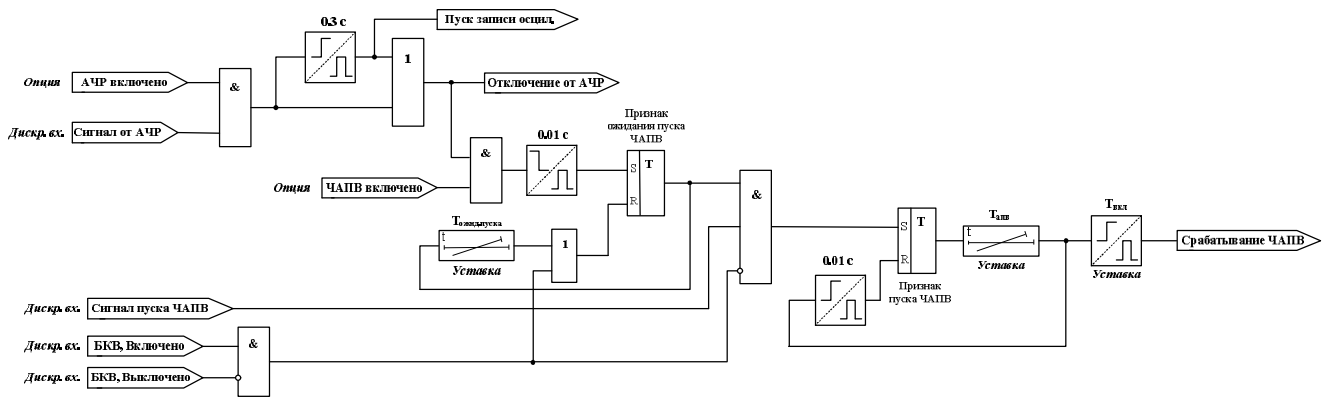 0.3 с
Пуск записи осцил.
1
Опция
АЧР включено
&
Отключение от АЧР
Дискр. вх.
Сигнал от АЧР
0.01 с
Признак
ожидания пуска
ЧАПВ
&
S
T
R
Опция
ЧАПВ включено
&
Tожид.пуска
t
Уставка
1
S
T
R
Признак
пуска ЧАПВ
0.01 с
Tапв
t
Уставка
Tвкл
Уставка
Срабатывание ЧАПВ
Дискр. вх.
Сигнал пуска ЧАПВ
Дискр. вх.
БКВ, Включено
&
Дискр. вх.
БКВ, Выключено